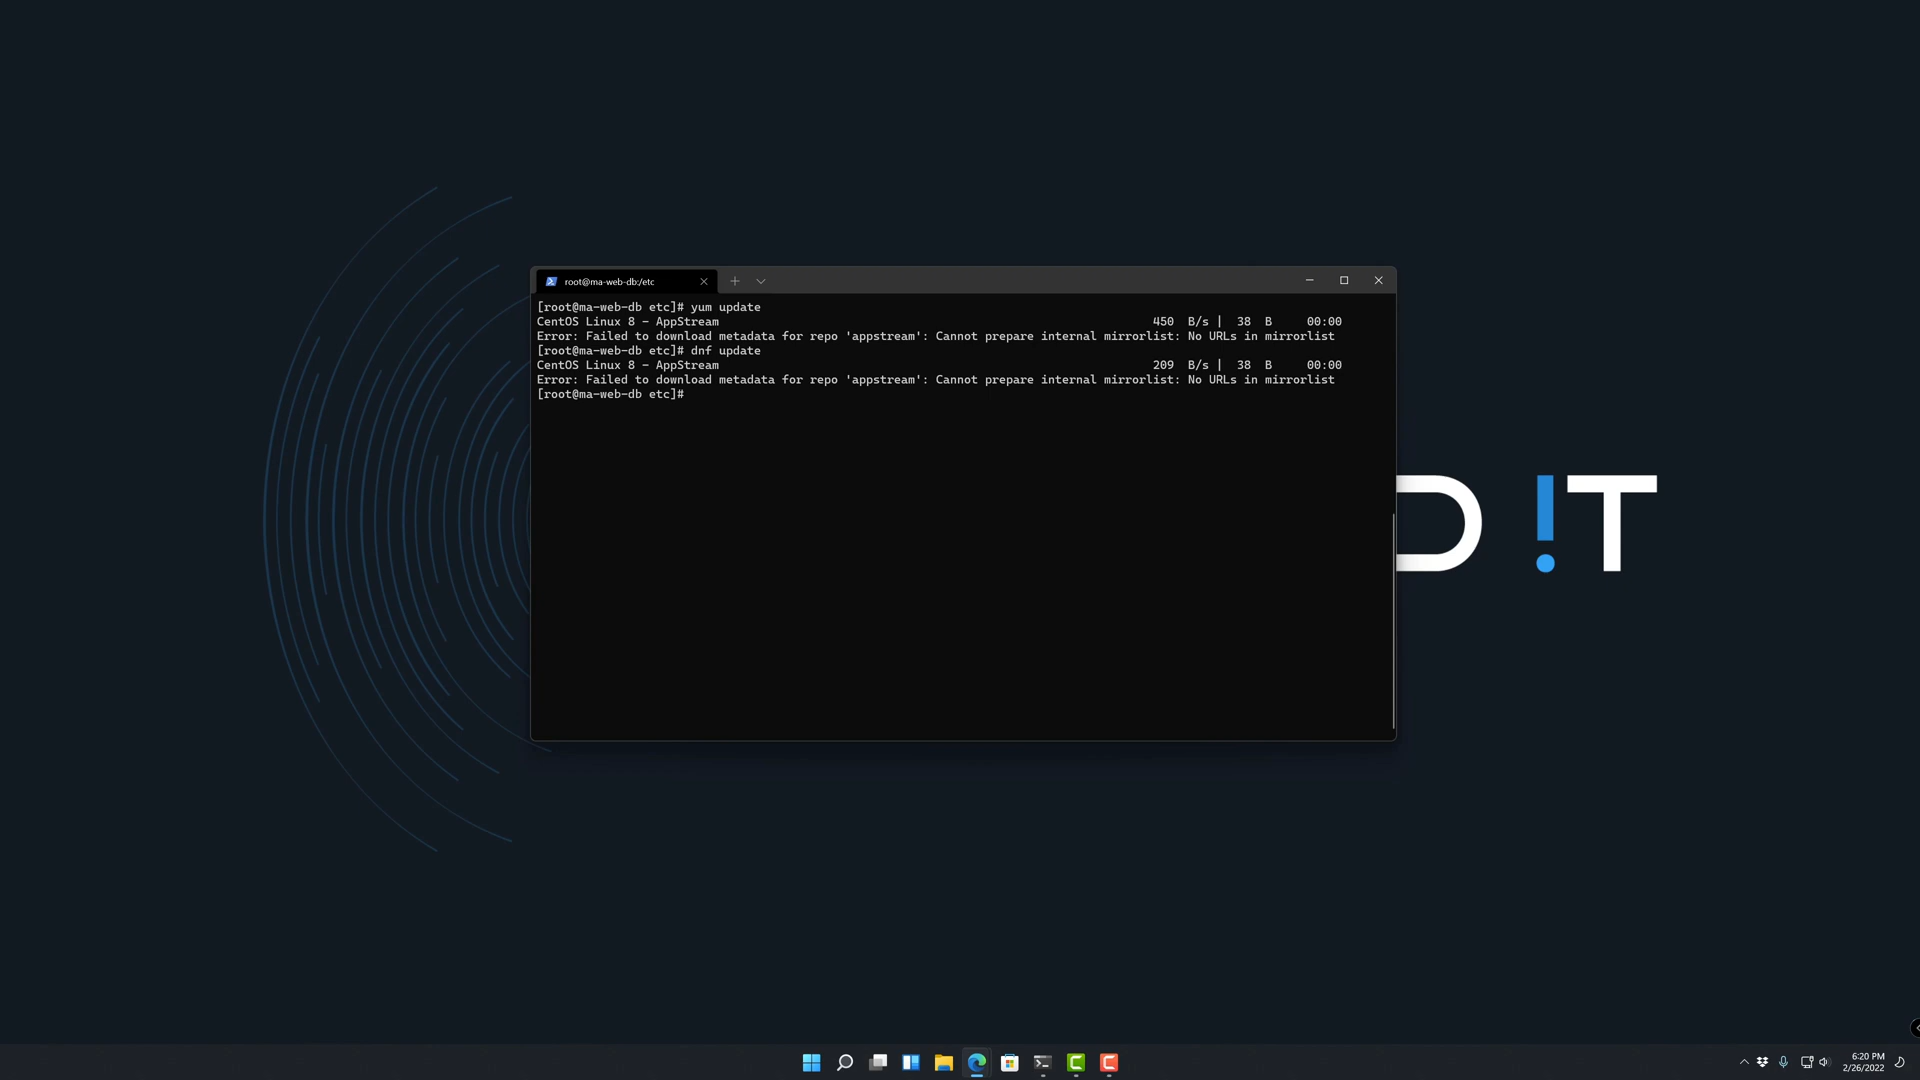 root@ma-web-db:/etc
[root@ma-web-db etc]# yum update
CentOS Linux 8 - AppStream 450 B/s | 38 B 00:00
Error: Failed to download metadata for repo 'appstream': Cannot prepare internal mirrorlist: No URLs in mirrorlist
[root@ma-web-db etc]# dnf update
CentOS Linux 8 - AppStream 209 B/s | 38 B 00:00
Error: Failed to download metadata for repo 'appstream': Cannot prepare internal mirrorlist: No URLs in mirrorlist
[root@ma-web-db etc]#
D !T
6:20 PM
2/26/2022